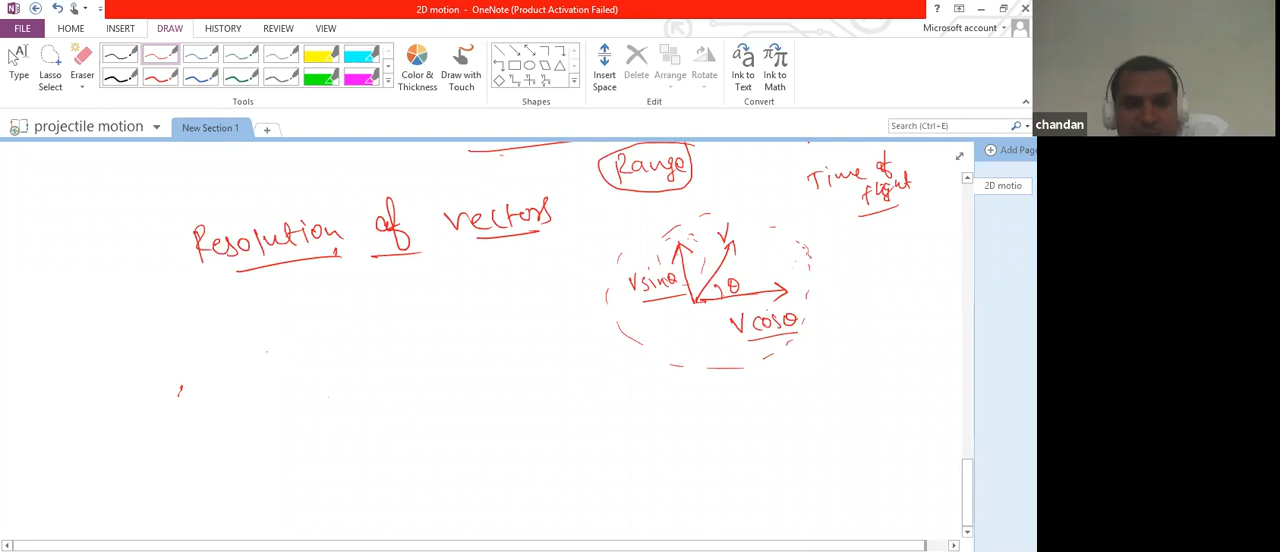 2D motion - OneNote (Product Activation Failed)
?
FILE HOME INSERT DRAW HISTORY REVIEW VIEW
Microsoft account
Type Lasso Select Eraser
Color & Thickness Draw with Touch
Insert Space Delete Arrange Rotate
Ink to Text Ink to Math
Tools Shapes Edit Convert
projectile motion New Section 1
Search (Ctrl+E)
chandan
Add Page
2D motio
Range
Time of
flight
Resolution of vectors
V
Vsinθ
θ
Vcosθ